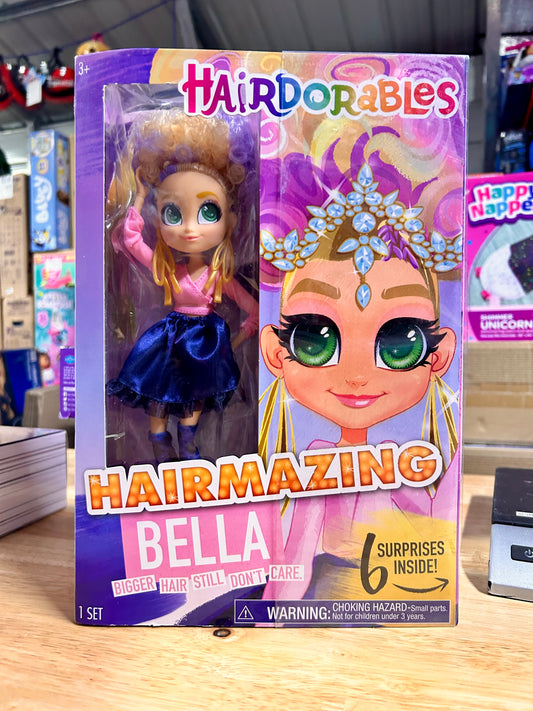 3+
HAIRDORABLES
HAIRMAZING
BELLA
BIGGER HAIR STILL DON'T CARE.
6 SURPRISES
INSIDE!
1 SET
WARNING: CHOKING HAZARD-Small parts.
Not for children under 3 years.
Happy
Nappe
SHIMMER
UNICORN